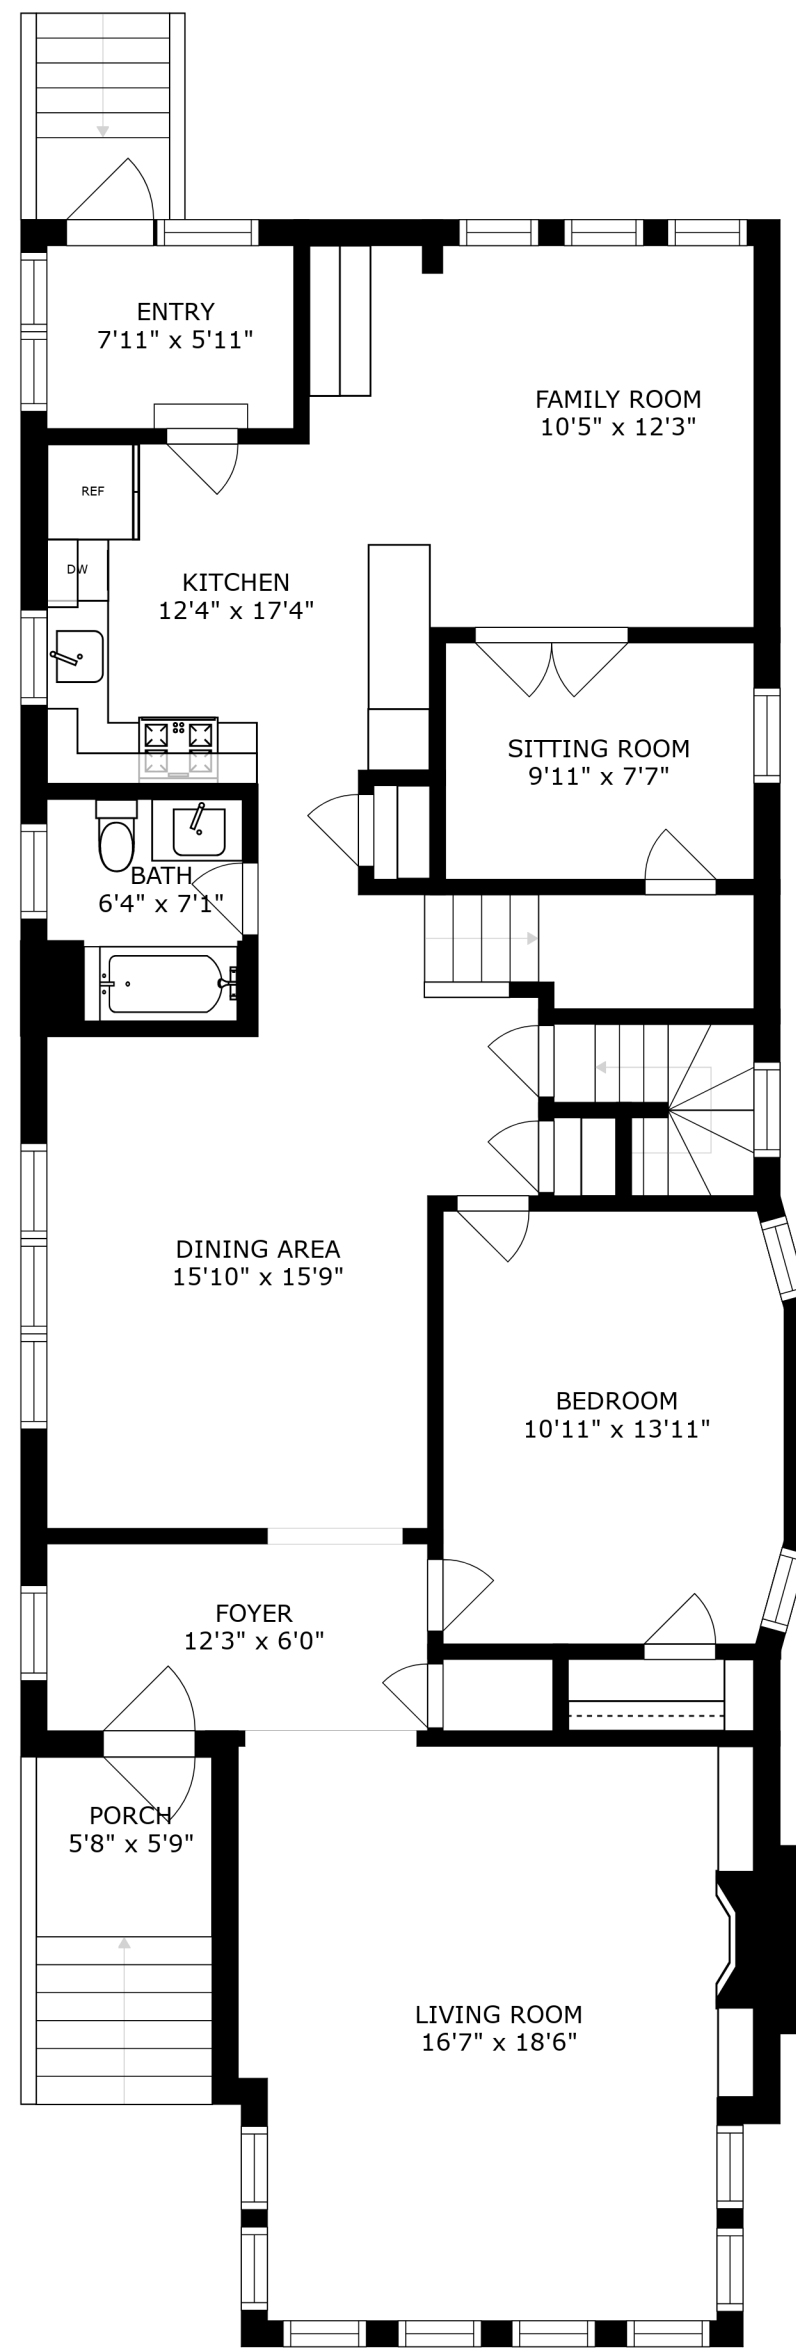 ENTRY
7'11" x 5'11"
FAMILY ROOM
10'5" x 12'3"
REF
DW
KITCHEN
12'4" x 17'4"
SITTING ROOM
9'11" x 7'7"
BATH
6'4" x 7'1"
DINING AREA
15'10" x 15'9"
BEDROOM
10'11" x 13'11"
FOYER
12'3" x 6'0"
PORCH
5'8" x 5'9"
LIVING ROOM
16'7" x 18'6"